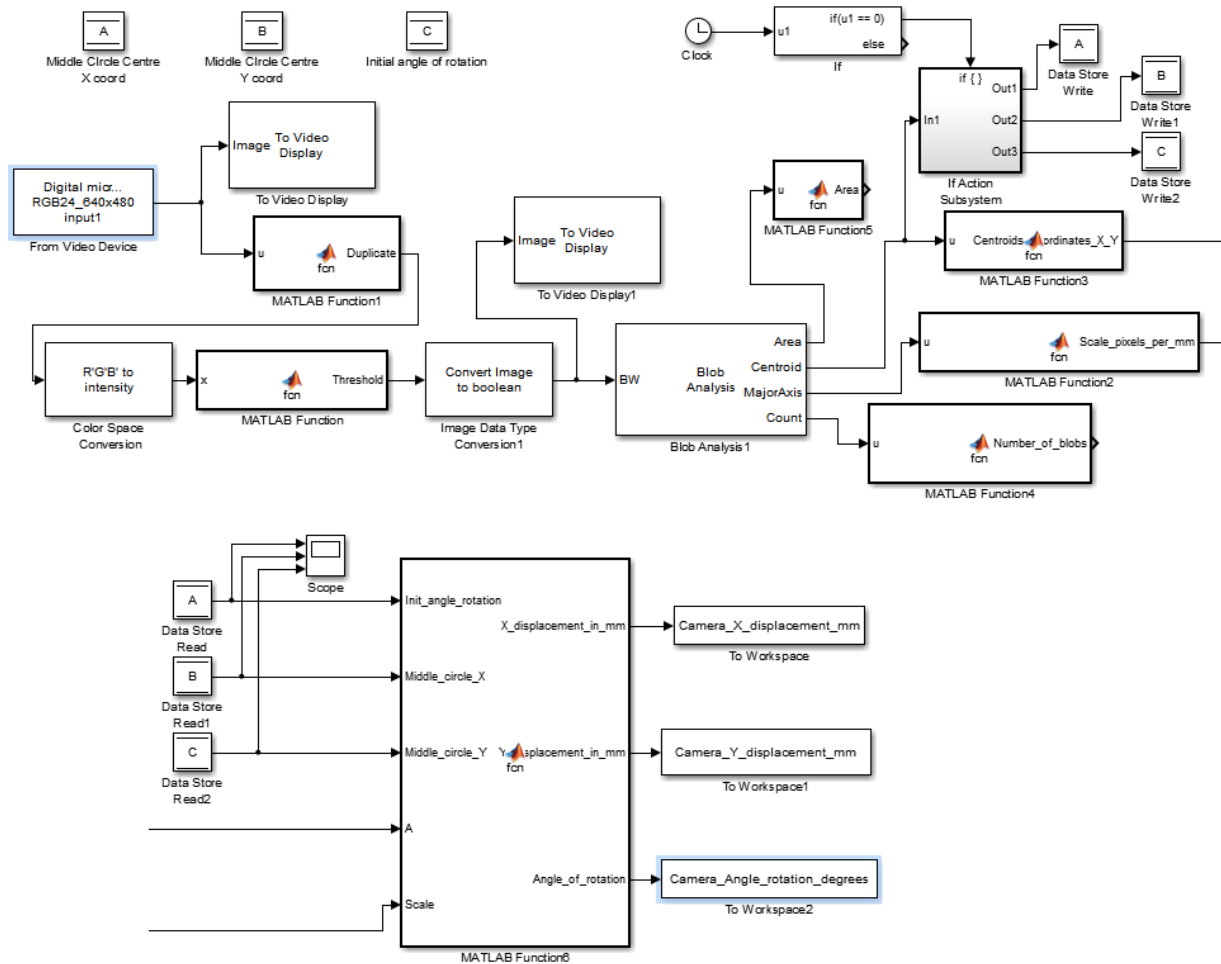 A
Middle CIrcle Centre
X coord
B
Middle CIrcle Centre
Y coord
C
Initial angle of rotation
Clock
u1
if(u1 == 0)
else
If
if { }
In1
Out1
Out2
Out3
If Action
Subsystem
A
Data Store
Write
B
Data Store
Write1
C
Data Store
Write2
Image
To Video
Display
To Video Display
Digital micr...
RGB24_640x480
input1
From Video Device
u
fcn
Duplicate
MATLAB Function1
Image
To Video
Display
To Video Display1
u
fcn
Area
MATLAB Function5
u
fcn
MATLAB Function3
u
fcn
Scale_pixels_per_mm
MATLAB Function2
R'G'B' to
intensity
Color Space
Conversion
x
fcn
Threshold
MATLAB Function
Convert Image
to boolean
Image Data Type
Conversion1
BW
Blob
Analysis
Area
Centroid
MajorAxis
Count
Blob Analysis1
u
fcn
Number_of_blobs
MATLAB Function4
Scope
A
Data Store
Read
B
Data Store
Read1
C
Data Store
Read2
Init_angle_rotation
Middle_circle_X
Middle_circle_Y
A
Scale
fcn
X_displacement_in_mm
Angle_of_rotation
MATLAB Function6
Camera_X_displacement_mm
To Workspace
Camera_Y_displacement_mm
To Workspace1
Camera_Angle_rotation_degrees
To Workspace2